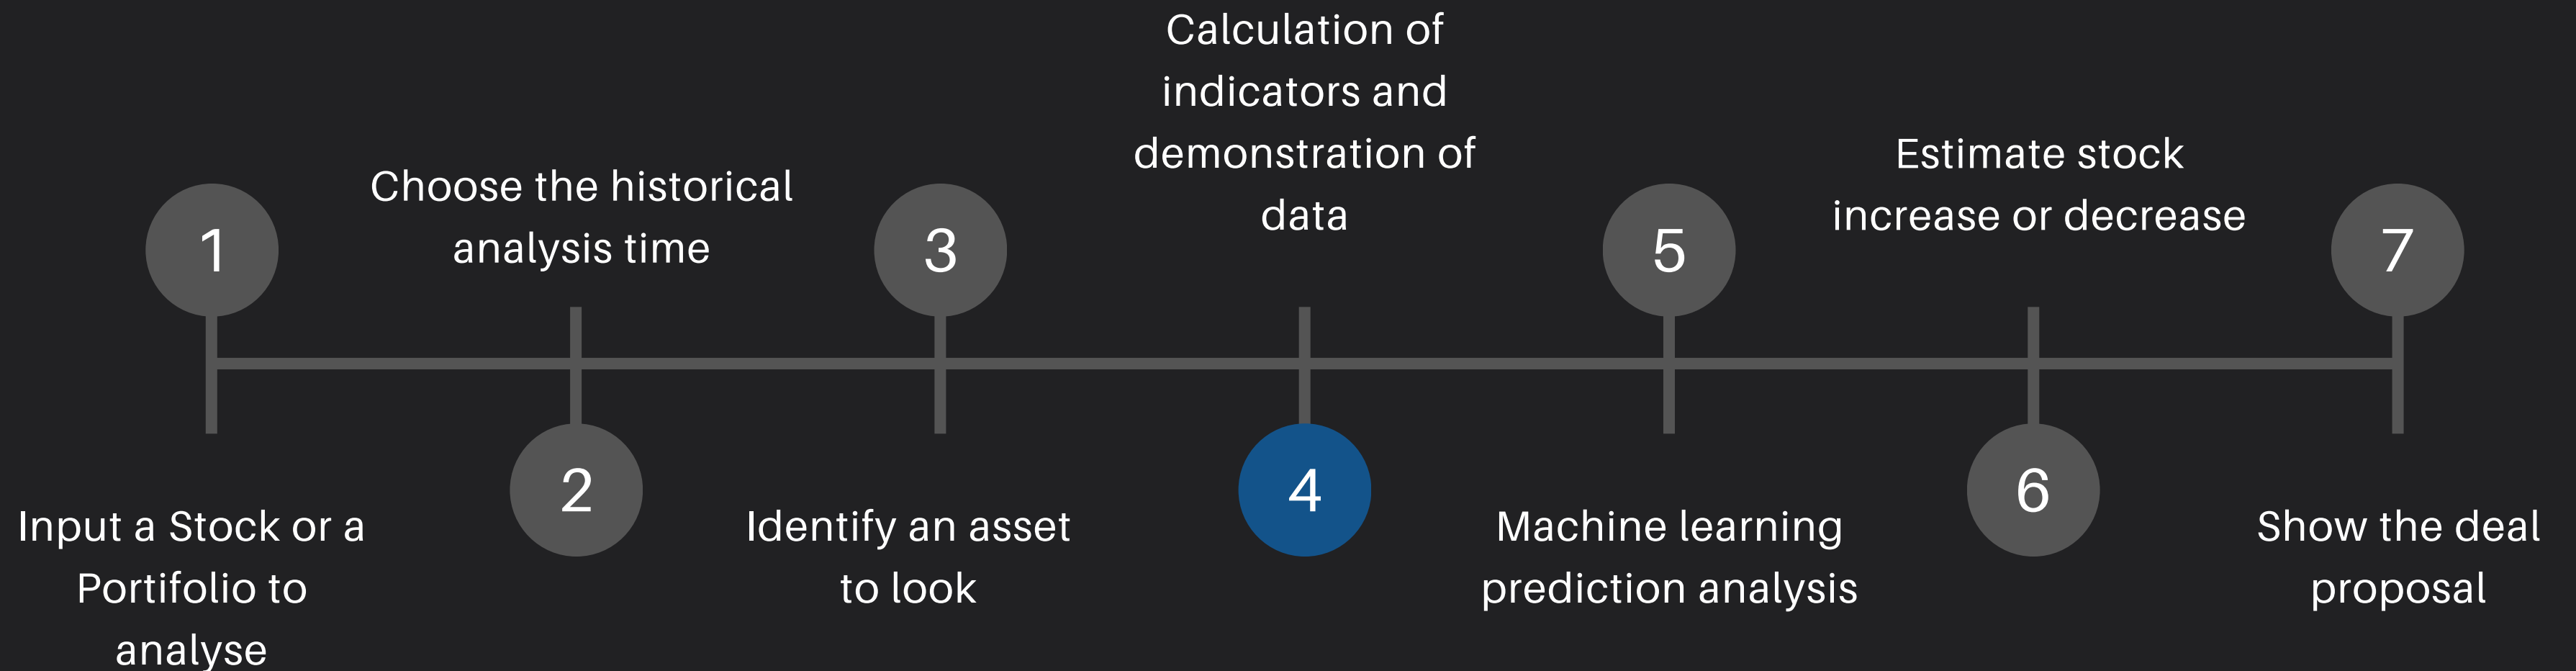 1
Input a Stock or a
Portifolio to
analyse
Choose the historical
analysis time
2
3
Identify an asset
to look
Calculation of
indicators and
demonstration of
data
4
5
Machine learning
prediction analysis
Estimate stock
increase or decrease
6
7
Show the deal
proposal